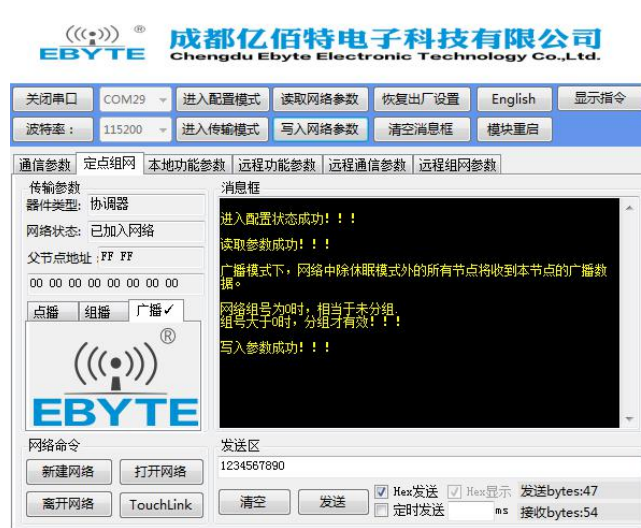 ((•)) ®
EBYTE 成都亿佰特电子科技有限公司
Chengdu Ebyte Electronic Technology Co.,Ltd.
关闭串口 COM29 进入配置模式 读取网络参数 恢复出厂设置 English 显示指令
波特率: 115200 进入传输模式 写入网络参数 清空消息框 模块重启
通信参数 定点组网 本地功能参数 远程功能参数 远程通信参数 远程组网参数
传输参数 消息框
器件类型: 协调器
网络状态: 已加入网络
父节点地址: FF FF
00 00 00 00 00 00 00 00
点播 组播 广播✓
®
EBYTE
进入配置状态成功!!!
读取参数成功!!!
广播模式下,网络中除休眠模式外的所有节点将收到本节点的广播数
据。
网络组号为0时,相当于未分组.
组号大于0时,分组才有效!!!
写入参数成功!!!
网络命令 发送区
新建网络 打开网络 1234567890
离开网络 TouchLink 清空 发送
Hex发送 Hex显示 发送bytes:47
定时发送 ms 接收bytes:54